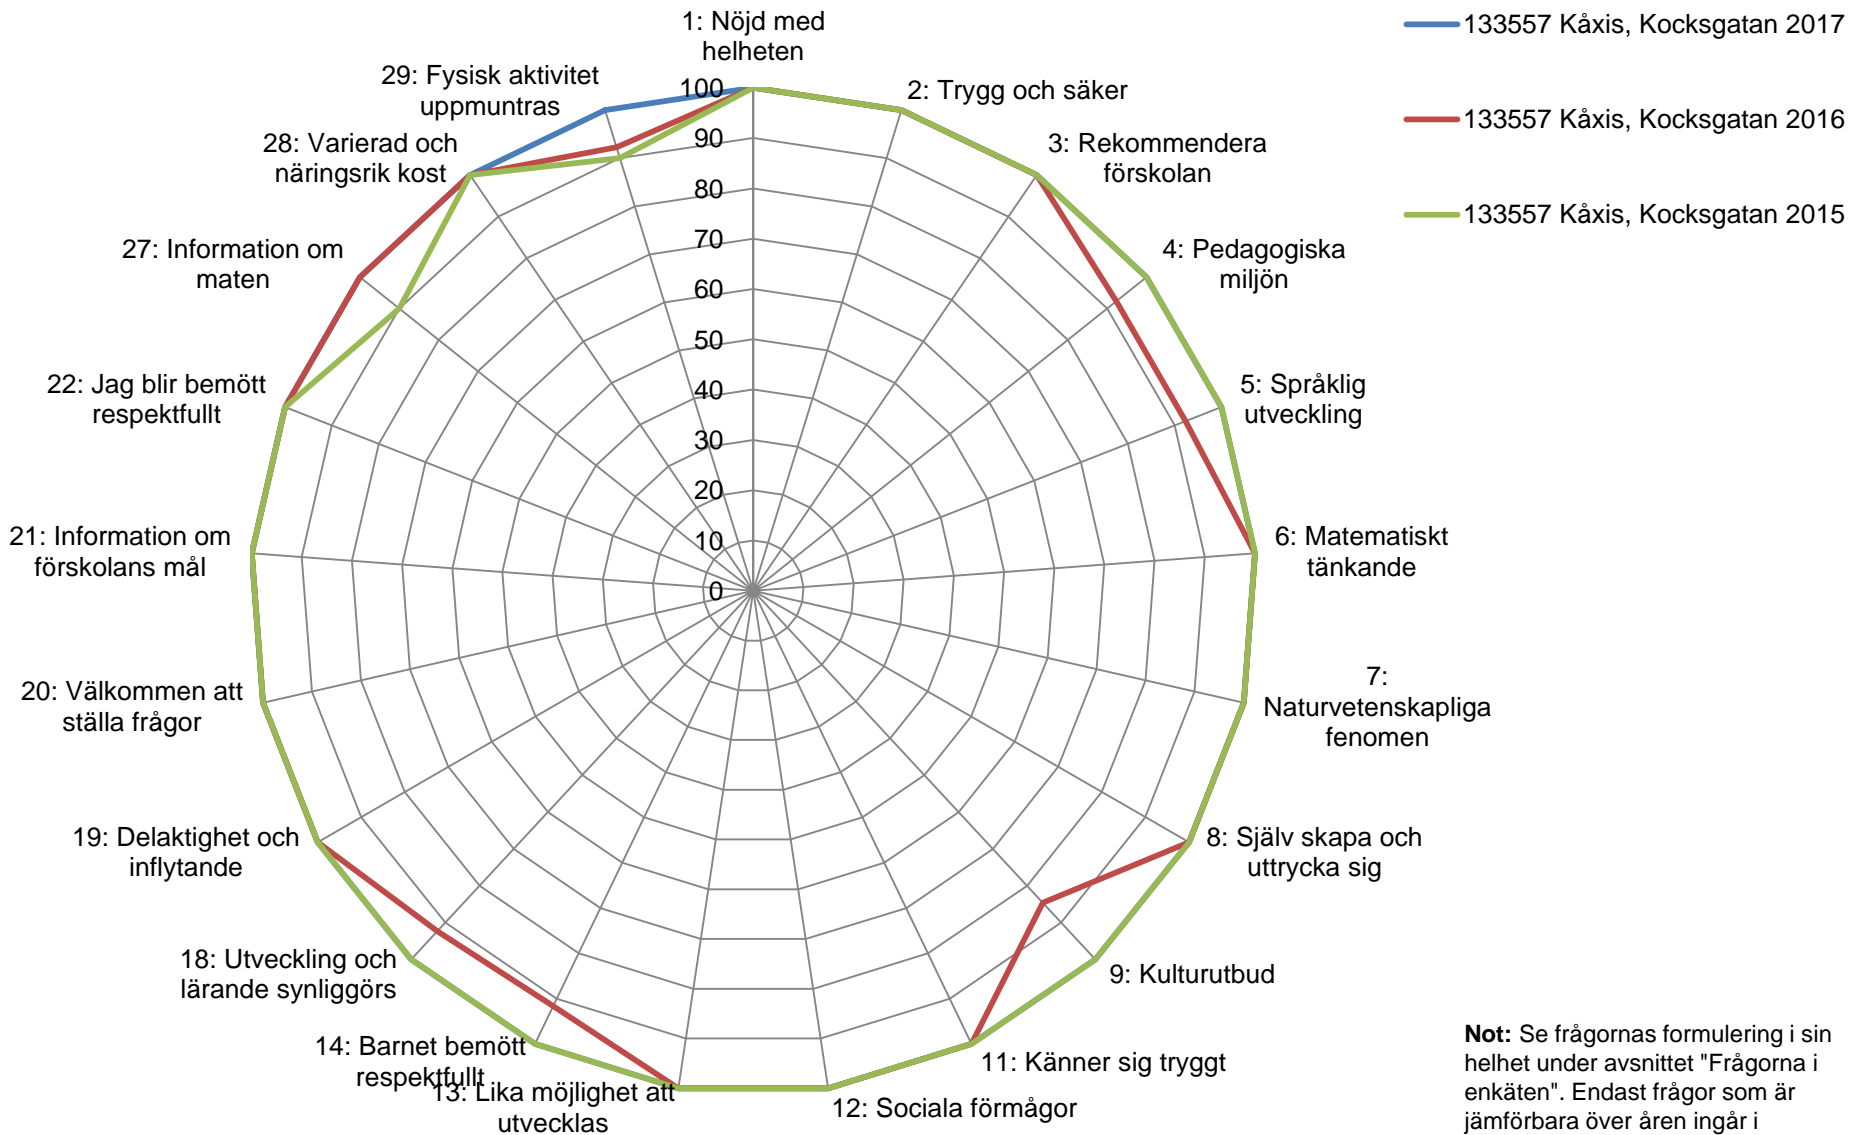 1: Nöjd med
helheten
2: Trygg och säker
3: Rekommendera
förskolan
4: Pedagogiska
miljön
5: Språklig
utveckling
6: Matematiskt
tänkande
7:
Naturvetenskapliga
fenomen
8: Själv skapa och
uttrycka sig
9: Kulturutbud
11: Känner sig tryggt
12: Sociala förmågor
13: Lika möjlighet att
utvecklas
14: Barnet bemött
respektfullt
18: Utveckling och
lärande synliggörs
19: Delaktighet och
inflytande
20: Välkommen att
ställa frågor
21: Information om
förskolans mål
22: Jag blir bemött
respektfullt
27: Information om
maten
28: Varierad och
näringsrik kost
29: Fysisk aktivitet
uppmuntras
100
90
80
70
60
50
40
30
20
10
0
133557 Kåxis, Kocksgatan 2017
133557 Kåxis, Kocksgatan 2016
133557 Kåxis, Kocksgatan 2015
Not: Se frågornas formulering i sin
helhet under avsnittet "Frågorna i
enkäten". Endast frågor som är
jämförbara över åren ingår i